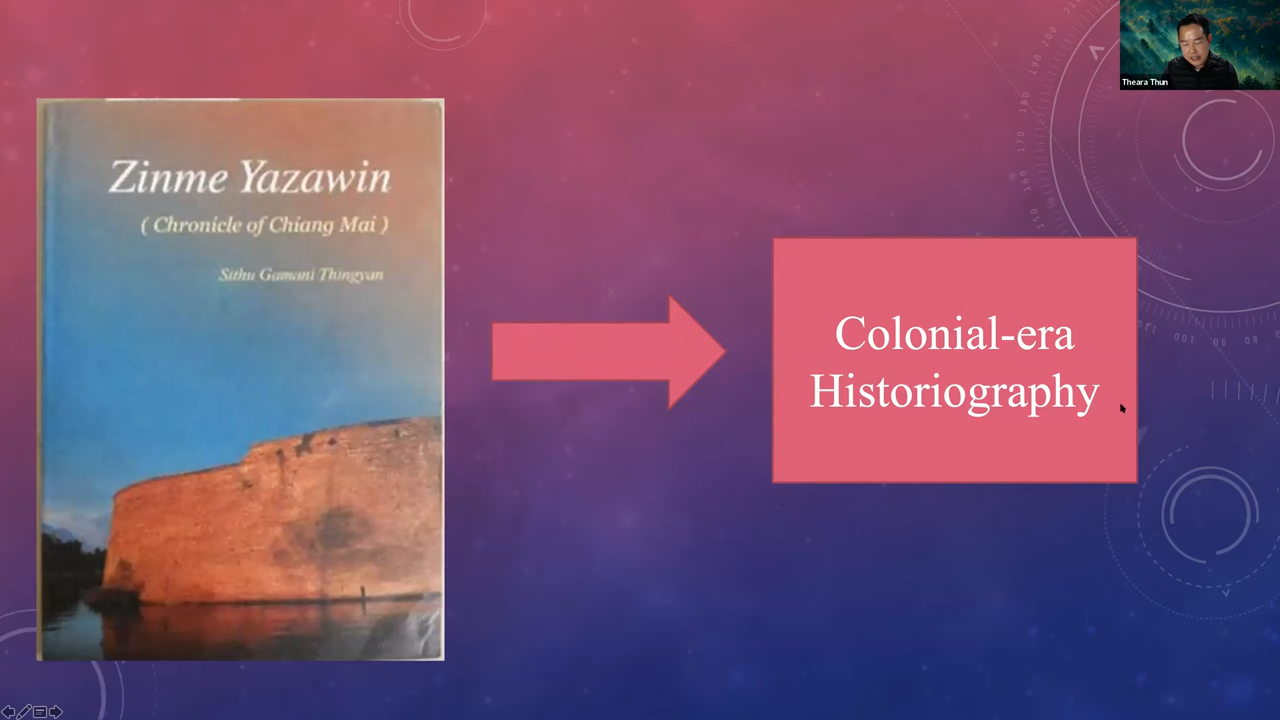 Zinme Yazawin
( Chronicle of Chiang Mai )
Sithu Gamani Thingyan
Colonial-era
Historiography
Theara Thun